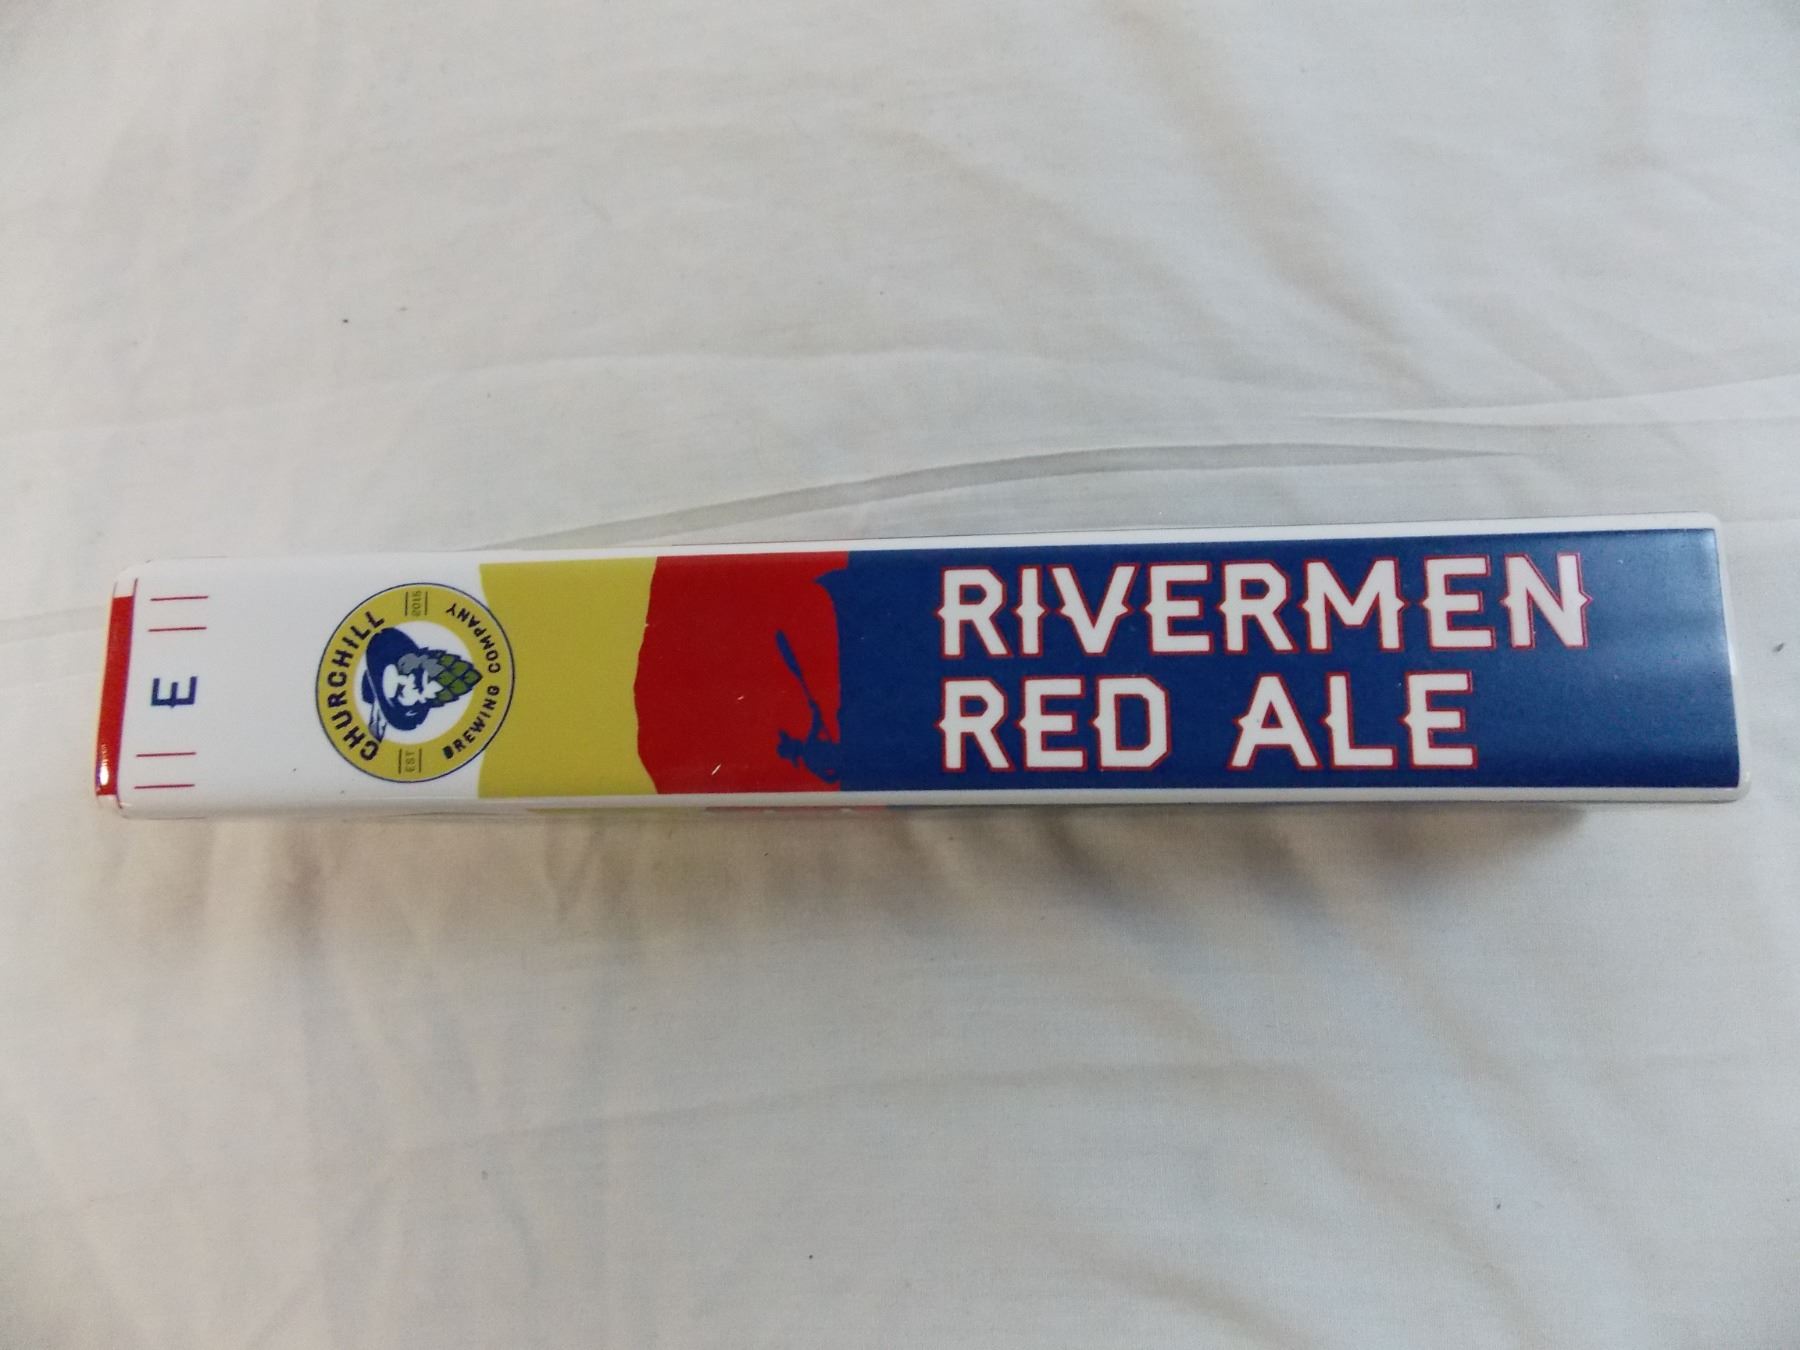 E
CHURCHILL
EST 2015
BREWING COMPANY
RIVERMEN
RED ALE